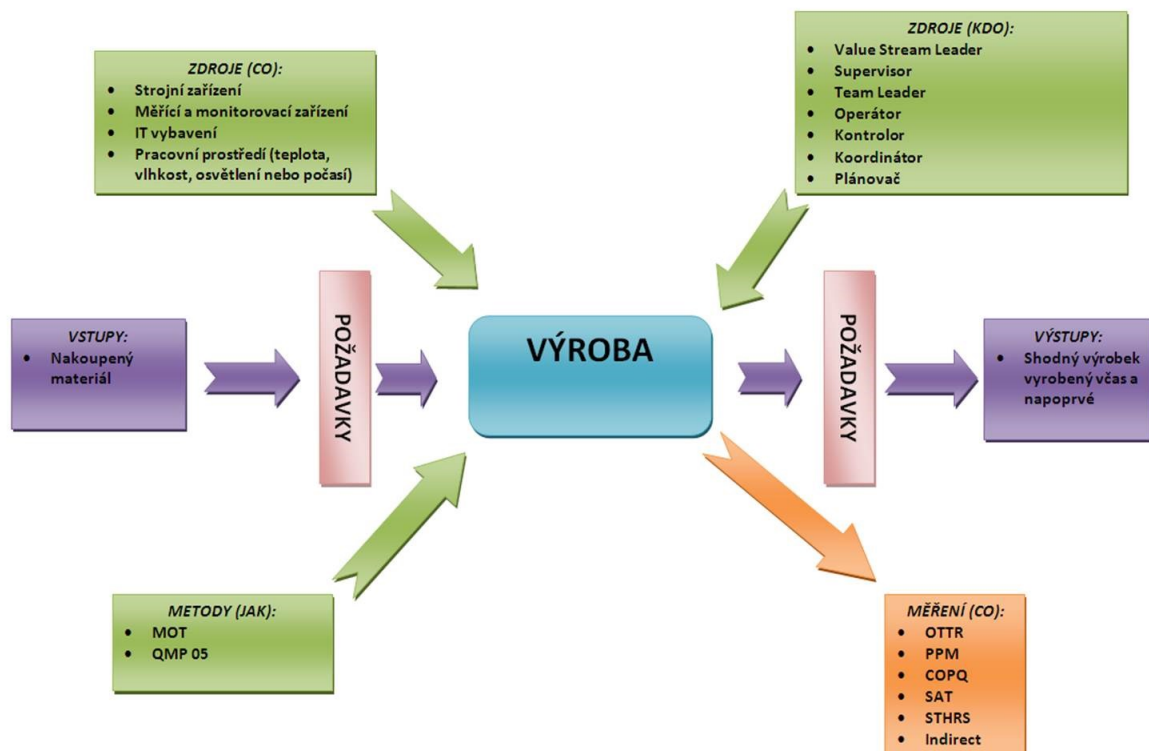 ZDROJE (CO):
• Strojní zařízení
• Měřící a monitorovací zařízení
• IT vybavení
• Pracovní prostředí (teplota,
vlhkost, osvětlení nebo počasí)
ZDROJE (KDO):
• Value Stream Leader
• Supervisor
• Team Leader
• Operátor
• Kontrolor
• Koordinátor
• Plánovač
VSTUPY:
• Nakoupený
materiál
POŽADAVKY
VÝROBA
POŽADAVKY
VÝSTUPY:
• Shodný výrobek
vyrobený včas a
napoprvé
METODY (JAK):
• MOT
• QMP 05
MĚŘENÍ (CO):
• OTTR
• PPM
• COPQ
• SAT
• STHRS
• Indirect